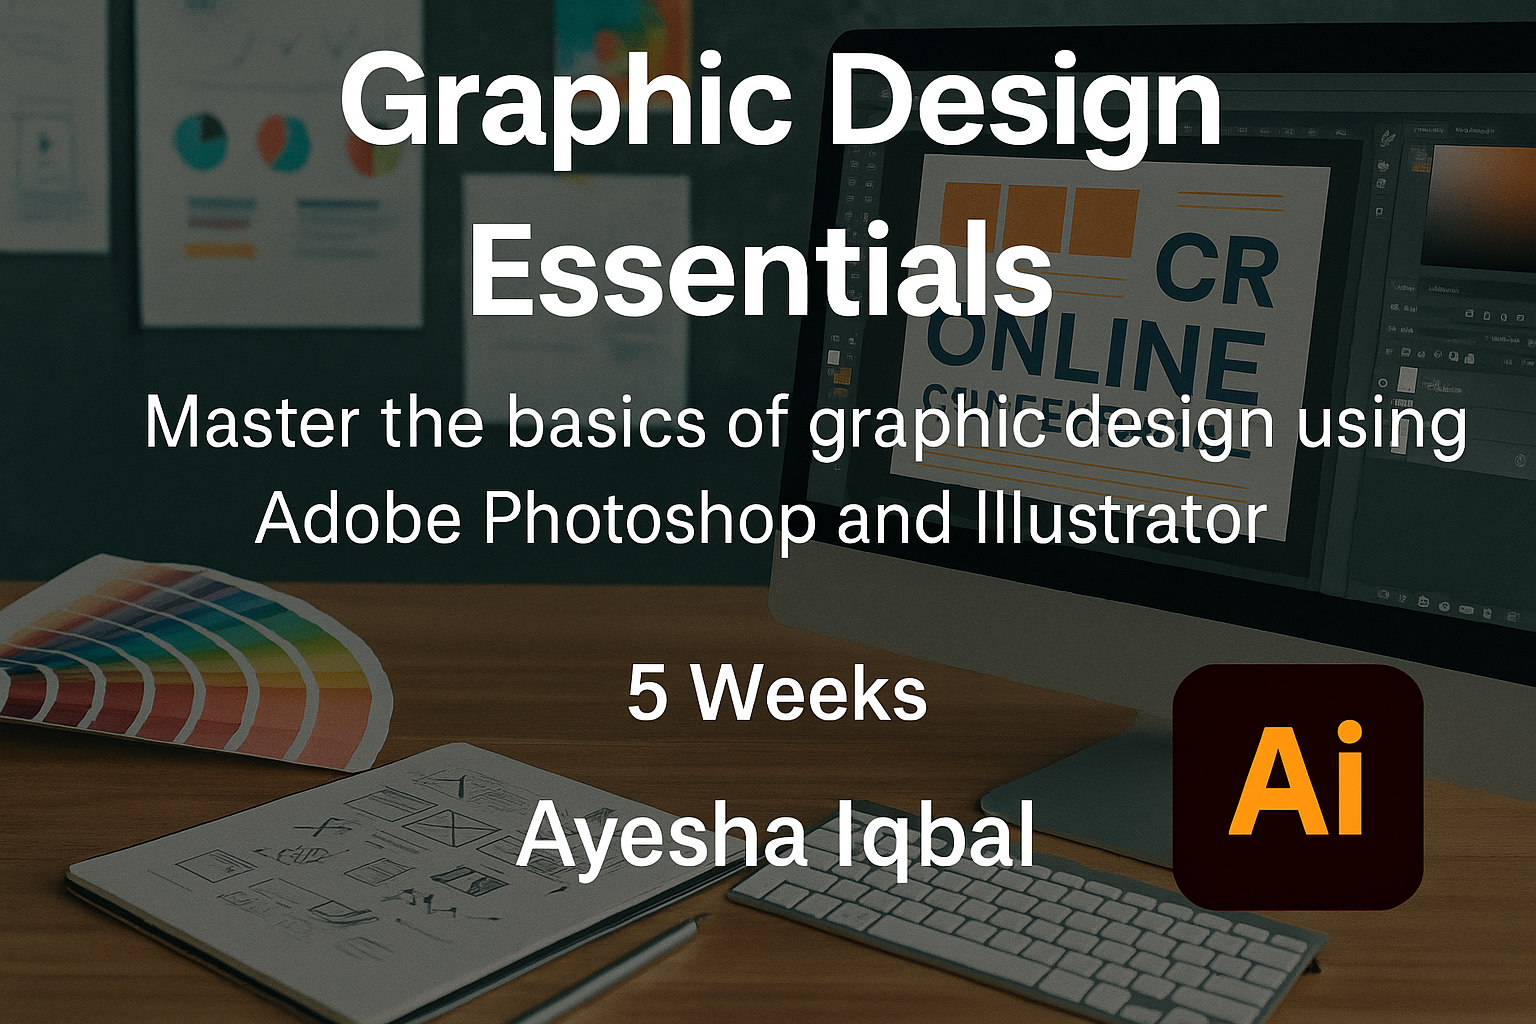 Graphic Design
Essentials
CR
ONLINE
Master the basics of graphic design using
Adobe Photoshop and Illustrator
5 Weeks
Ayesha Iqbal
Ai